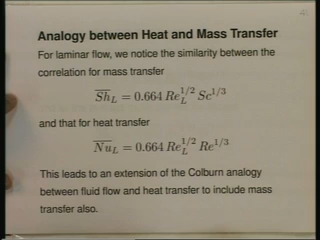 Analogy between Heat and Mass Transfer
For laminar flow, we notice the similarity between the
correlation for mass transfer
$\overline{Sh}_L = 0.664\, Re_L^{1/2}\, Sc^{1/3}$
and that for heat transfer
$\overline{Nu}_L = 0.664\, Re_L^{1/2}\, Re^{1/3}$
This leads to an extension of the Colburn analogy
between fluid flow and heat transfer to include mass
transfer also.